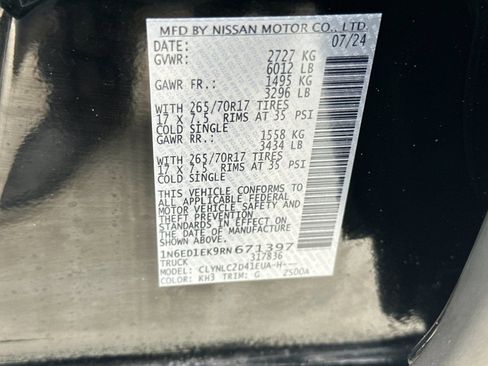 MFD BY NISSAN MOTOR CO., LTD.
DATE: 07/24
GVWR: 2727 KG
6012 LB
GAWR FR.: 1495 KG
3296 LB
WITH 265/70R17 TIRES
17 X 7.5 RIMS AT 35 PSI
COLD SINGLE
GAWR RR.: 1558 KG
3434 LB
WITH 265/70R17 TIRES
17 X 7.5 RIMS AT 35 PSI
COLD SINGLE
THIS VEHICLE CONFORMS TO
ALL APPLICABLE FEDERAL
MOTOR VEHICLE SAFETY AND
THEFT PREVENTION
STANDARDS IN EFFECT ON THE
DATE OF MANUFACTURE
1N6ED1EK9RN671397
TRUCK 317836
MODEL: CLYNLC2D41EUA-H---
COLOR: KH3 TRIM: G ZS00A